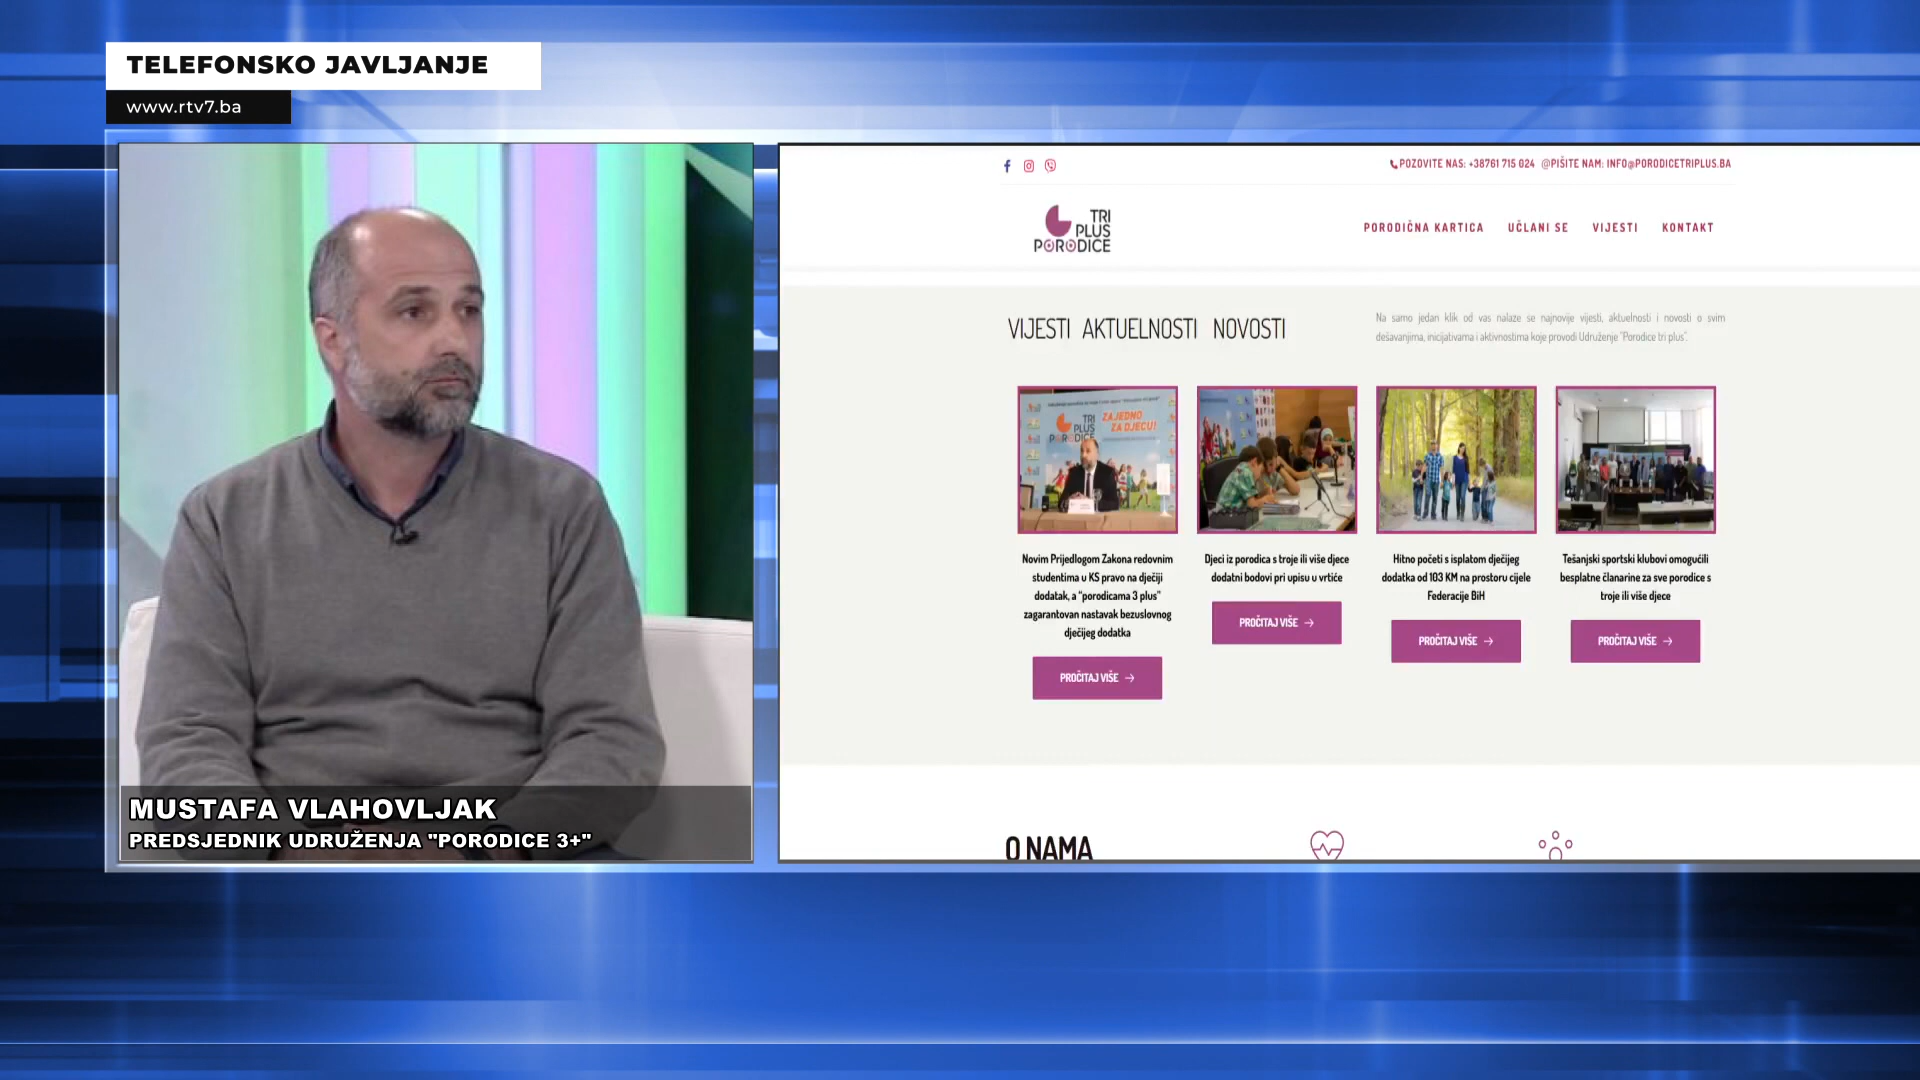 TELEFONSKO JAVLJANJE
www.rtv7.ba
POZOVITE NAS: +38761 715 024 @PIŠITE NAM: INFO@PORODICETRIPLUS.BA
TRI
PLUS
PORODICE
PORODIČNA KARTICA UČLANI SE VIJESTI KONTAKT
VIJESTI AKTUELNOSTI NOVOSTI
Na samo jedan klik od vas nalaze se najnovije vijesti, aktuelnosti i novosti o svim
dešavanjima, inicijativama i aktivnostima koje provodi Udruženje "Porodice tri plus".
TRI
PLUS
PORODICE
ZAJEDNO
ZA DJECU!
Novim Prijedlogom Zakona redovnim
studentima u KS pravo na dječiji
dodatak, a "porodicama 3 plus"
zagarantovan nastavak bezuslovnog
dječijeg dodatka
PROČITAJ VIŠE →
Djeci iz porodica s troje ili više djece
dodatni bodovi pri upisu u vrtiće
PROČITAJ VIŠE →
Hitno početi s isplatom dječijeg
dodatka od 103 KM na prostoru cijele
Federacije BiH
PROČITAJ VIŠE →
Tešanjski sportski klubovi omogućili
besplatne članarine za sve porodice s
troje ili više djece
PROČITAJ VIŠE →
O NAMA
MUSTAFA VLAHOVLJAK
PREDSJEDNIK UDRUŽENJA "PORODICE 3+"